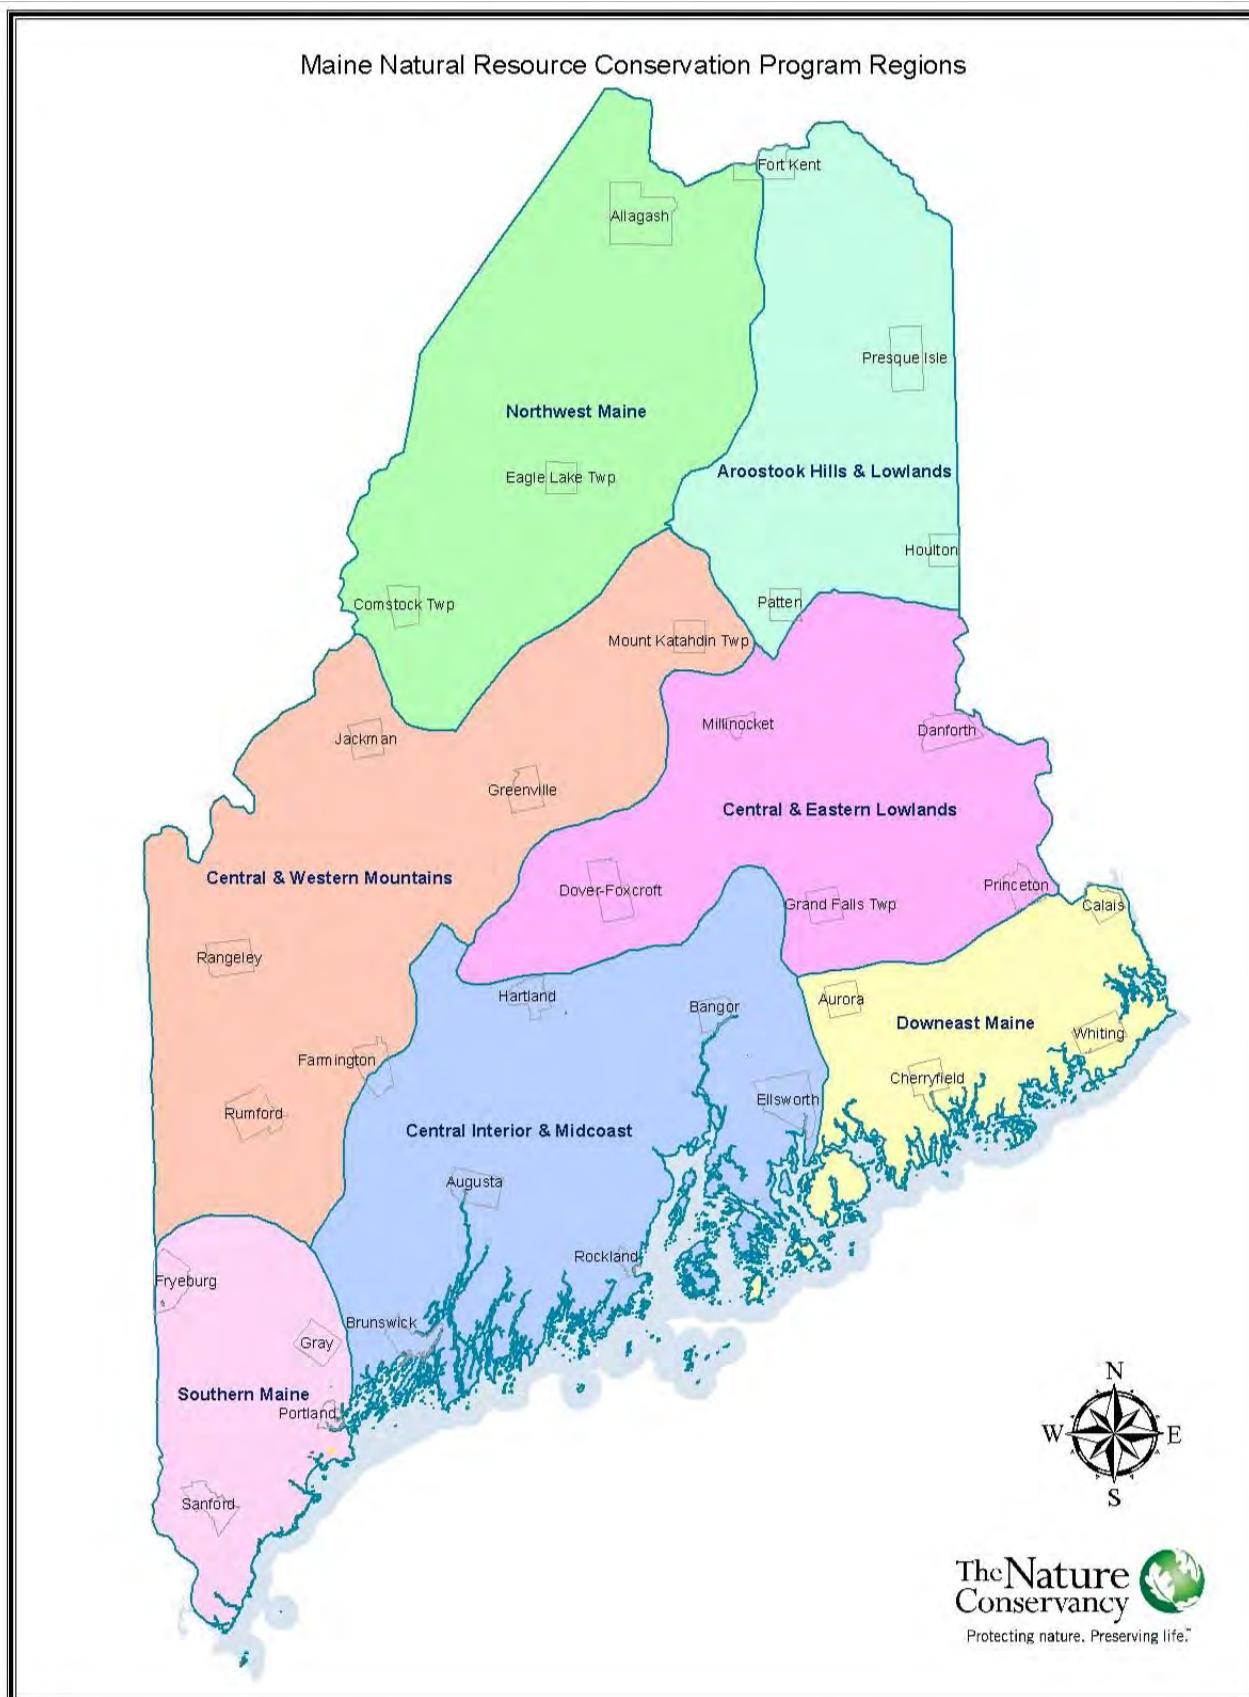 Maine Natural Resource Conservation Program Regions
Fort Kent
Allagash
Presque Isle
Northwest Maine
Aroostook Hills & Lowlands
Eagle Lake Twp
Houlton
Comstock Twp
Patten
Mount Katahdin Twp
Millinocket
Danforth
Jackman
Greenville
Central & Eastern Lowlands
Central & Western Mountains
Dover-Foxcroft
Princeton
Grand Falls Twp
Calais
Rangeley
Hartland
Aurora
Bangor
Downeast Maine
Whiting
Farmington
Cherryfield
Ellsworth
Rumford
Central Interior & Midcoast
Augusta
Rockland
Fryeburg
Brunswick
Gray
Southern Maine
Portland
Sanford
N
W E
S
The Nature
Conservancy
Protecting nature. Preserving life.™